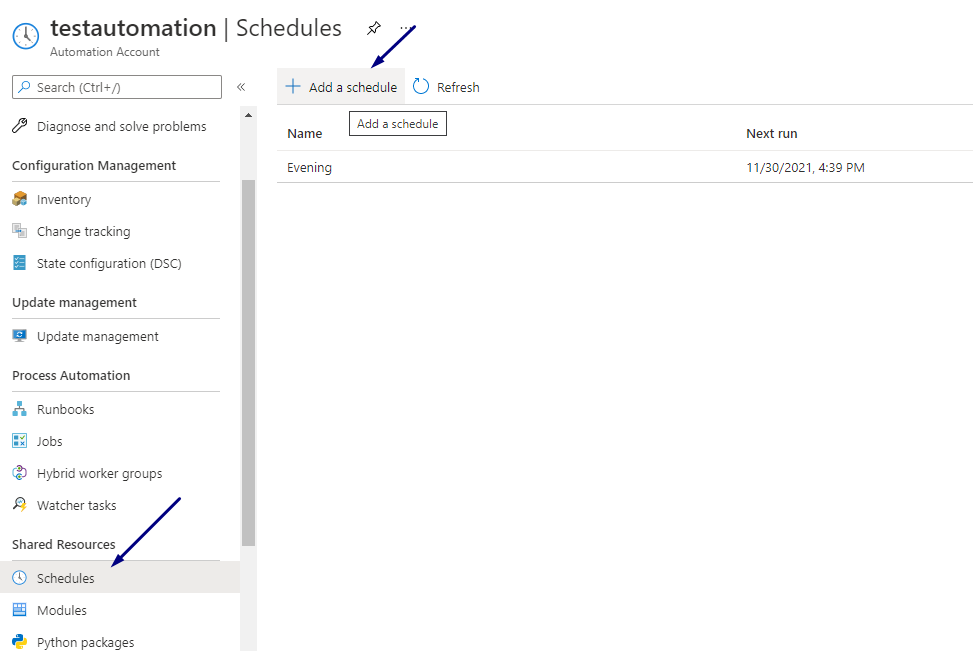 testautomation | Schedules ...
Automation Account
Search (Ctrl+/) «
Diagnose and solve problems
Configuration Management
Inventory
Change tracking
State configuration (DSC)
Update management
Update management
Process Automation
Runbooks
Jobs
Hybrid worker groups
Watcher tasks
Shared Resources
Schedules
Modules
Python packages
Add a schedule Refresh
Add a schedule
Name Next run
Evening 11/30/2021, 4:39 PM